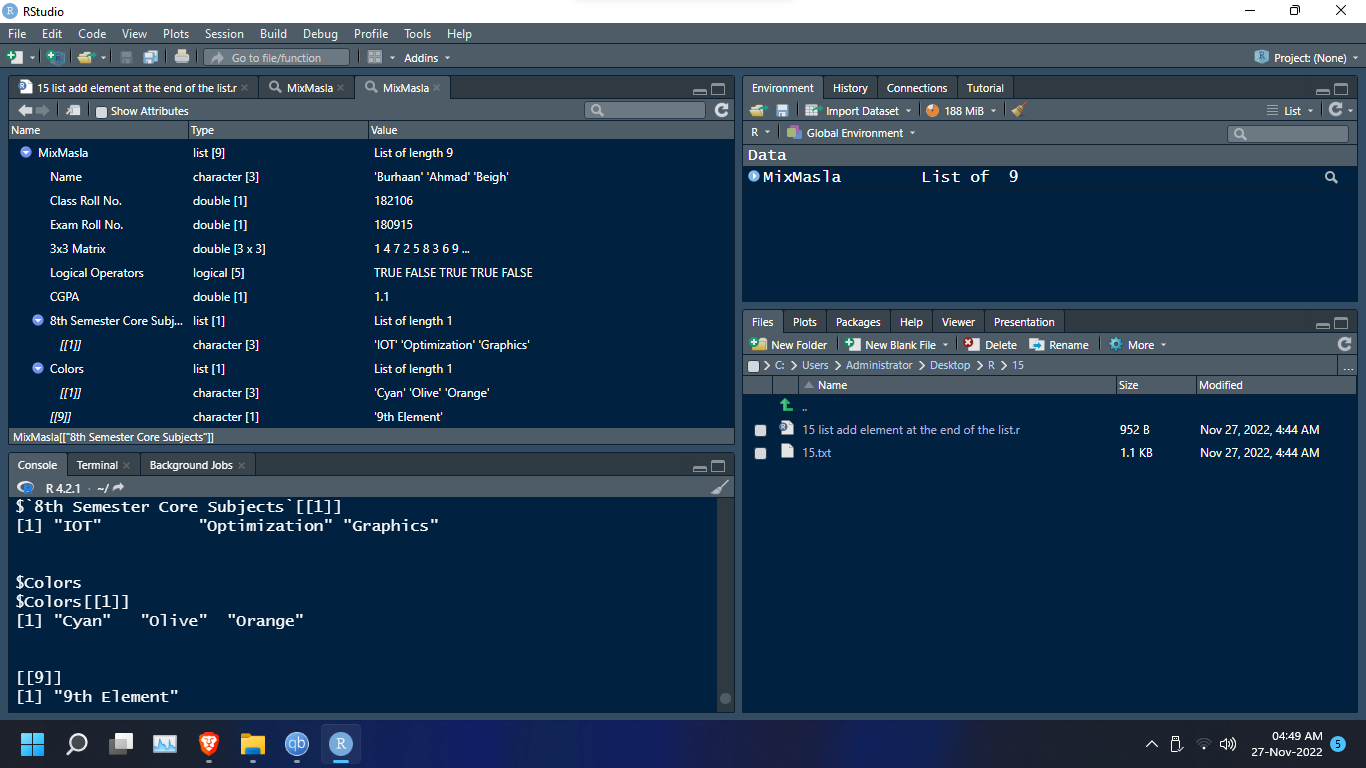 RStudio
File Edit Code View Plots Session Build Debug Profile Tools Help
Go to file/function Addins Project: (None)
15 list add element at the end of the list.r MixMasla MixMasla
Show Attributes
Name Type Value
MixMasla list [9] List of length 9
Name character [3] 'Burhaan' 'Ahmad' 'Beigh'
Class Roll No. double [1] 182106
Exam Roll No. double [1] 180915
3x3 Matrix double [3 x 3] 1 4 7 2 5 8 3 6 9 ...
Logical Operators logical [5] TRUE FALSE TRUE TRUE FALSE
CGPA double [1] 1.1
8th Semester Core Subj... list [1] List of length 1
[[1]] character [3] 'IOT' 'Optimization' 'Graphics'
Colors list [1] List of length 1
[[1]] character [3] 'Cyan' 'Olive' 'Orange'
[[9]] character [1] '9th Element'
MixMasla[["8th Semester Core Subjects"]]
Console Terminal Background Jobs
R 4.2.1 · ~/
$`8th Semester Core Subjects`[[1]]
[1] "IOT" "Optimization" "Graphics"
$Colors
$Colors[[1]]
[1] "Cyan" "Olive" "Orange"
[[9]]
[1] "9th Element"
Environment History Connections Tutorial
Import Dataset 188 MiB List
R Global Environment
Data
MixMasla List of 9
Files Plots Packages Help Viewer Presentation
New Folder New Blank File Delete Rename More
C: Users Administrator Desktop R 15 ...
Name Size Modified
..
15 list add element at the end of the list.r 952 B Nov 27, 2022, 4:44 AM
15.txt 1.1 KB Nov 27, 2022, 4:44 AM
qb R 04:49 AM
27-Nov-2022 5